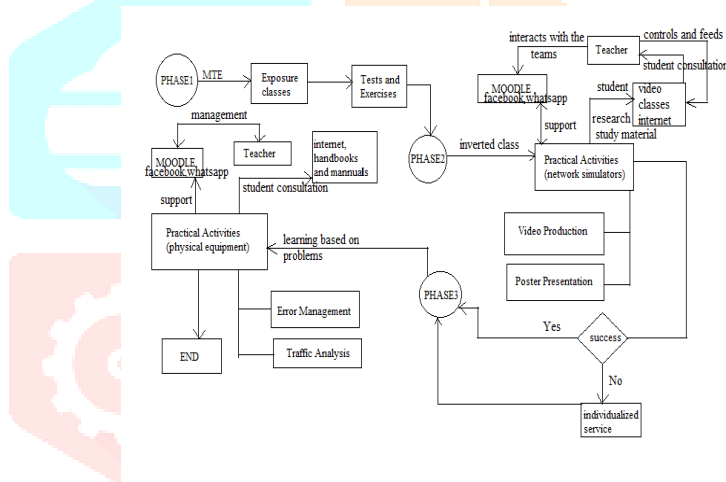 PHASE1
MTE
Exposure
classes
Tests and
Exercises
interacts with the
teams
Teacher
controls and feeds
student consultation
MOODLE
facebook,whatsapp
student
video
classes
internet
research
study material
support
PHASE2
inverted class
Practical Activities
(network simulators)
Video Production
Poster Presentation
management
MOODLE
facebook,whatsapp
Teacher
internet,
handbooks
and mannuals
support
student consultation
Practical Activities
(physical equipment)
learning based on
problems
PHASE3
Error Management
Traffic Analysis
END
Yes
success
No
individualized
service